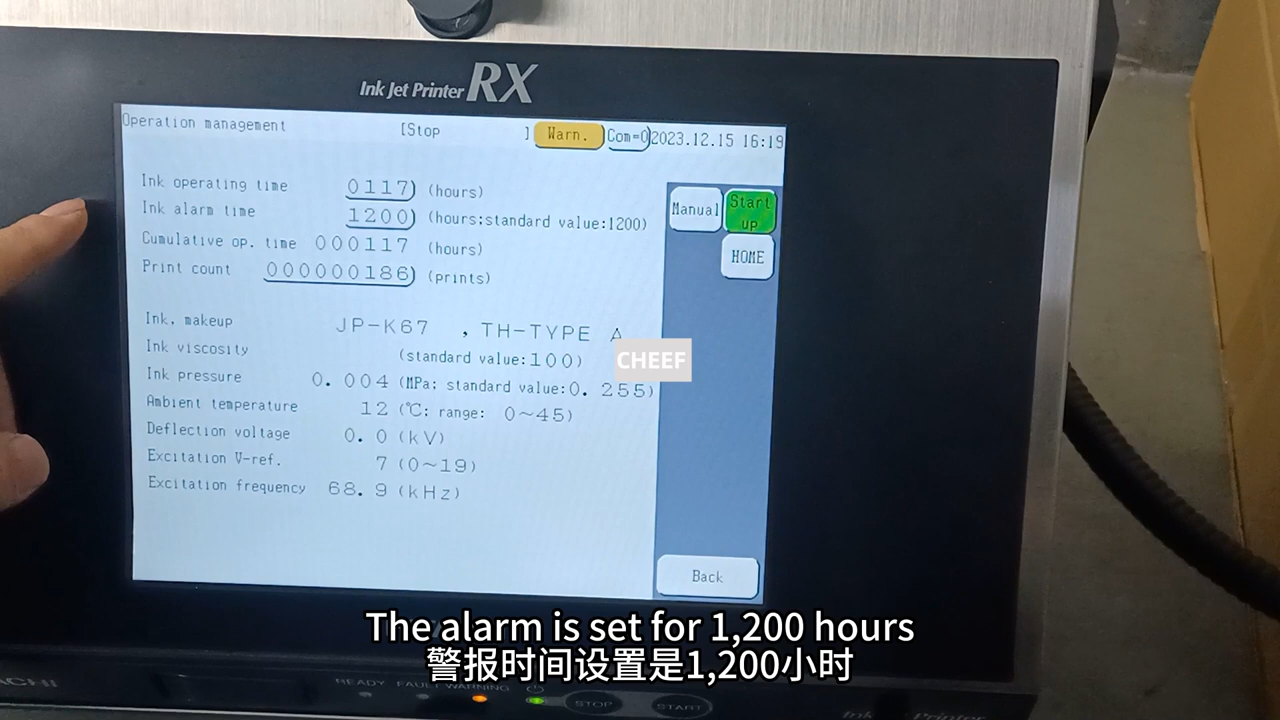 Ink Jet Printer RX
Operation management [Stop ] Warn. Com=0 2023.12.15 16:19
Ink operating time 0117 (hours)
Ink alarm time 1200 (hours:standard value:1200)
Cumulative op. time 000117 (hours)
Print count 000000186 (prints)
Manual
Start up
HOME
Ink, makeup JP-K67 , TH-TYPE A
Ink viscosity (standard value:100)
CHEEF
Ink pressure 0.004 (MPa: standard value:0.255)
Ambient temperature 12 (℃: range: 0~45)
Deflection voltage 0.0 (kV)
Excitation V-ref. 7 (0~19)
Excitation frequency 68.9 (kHz)
Back
The alarm is set for 1,200 hours
警报时间设置是1,200小时
READY FAULT WARNING
STOP START
Ink Printer